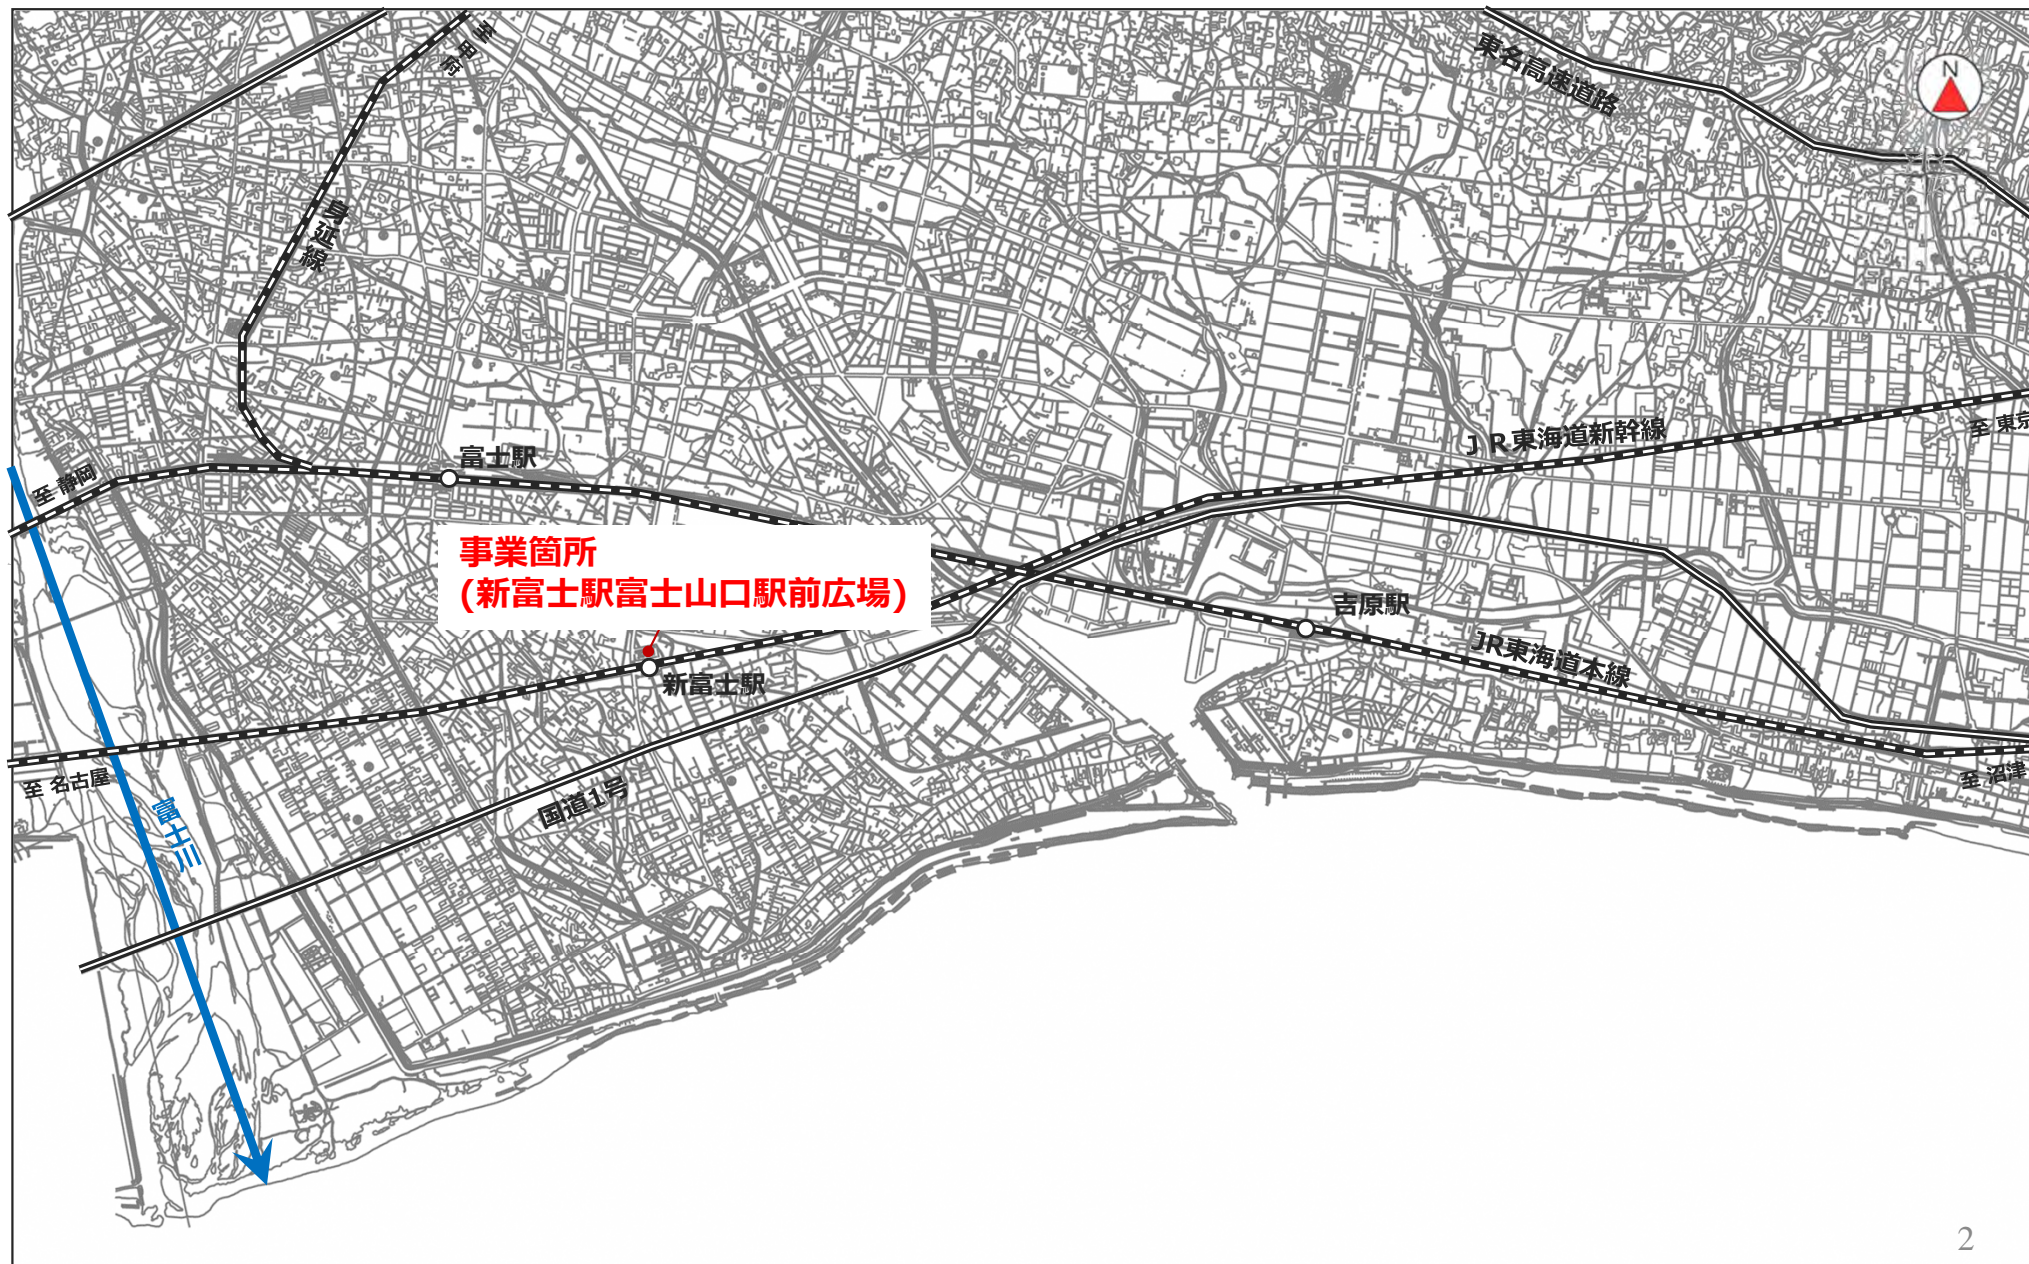 至 甲府
東名高速道路
N
身延線
ＪＲ東海道新幹線
至 東京
富士駅
至 静岡
事業箇所
(新富士駅富士山口駅前広場)
吉原駅
JR東海道本線
新富士駅
至 名古屋
国道1号
至 沼津
富士川
2